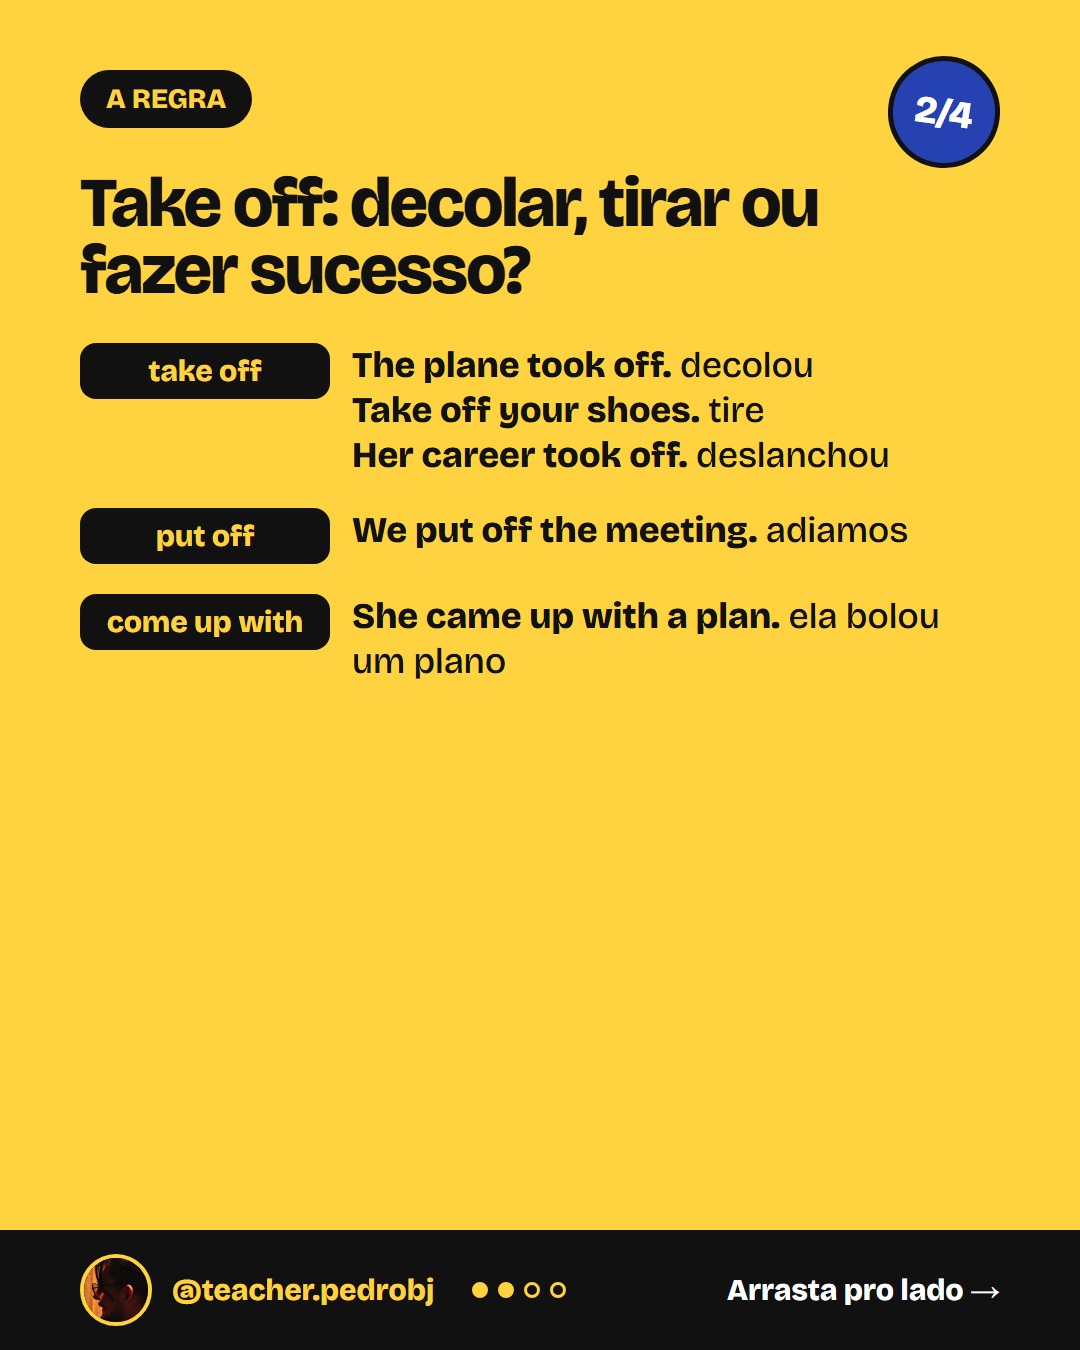 A REGRA
2/4
Take off: decolar, tirar ou
fazer sucesso?
take off
The plane took off. decolou
Take off your shoes. tire
Her career took off. deslanchou
put off
We put off the meeting. adiamos
come up with
She came up with a plan. ela bolou
um plano
@teacher.pedrobj
Arrasta pro lado →